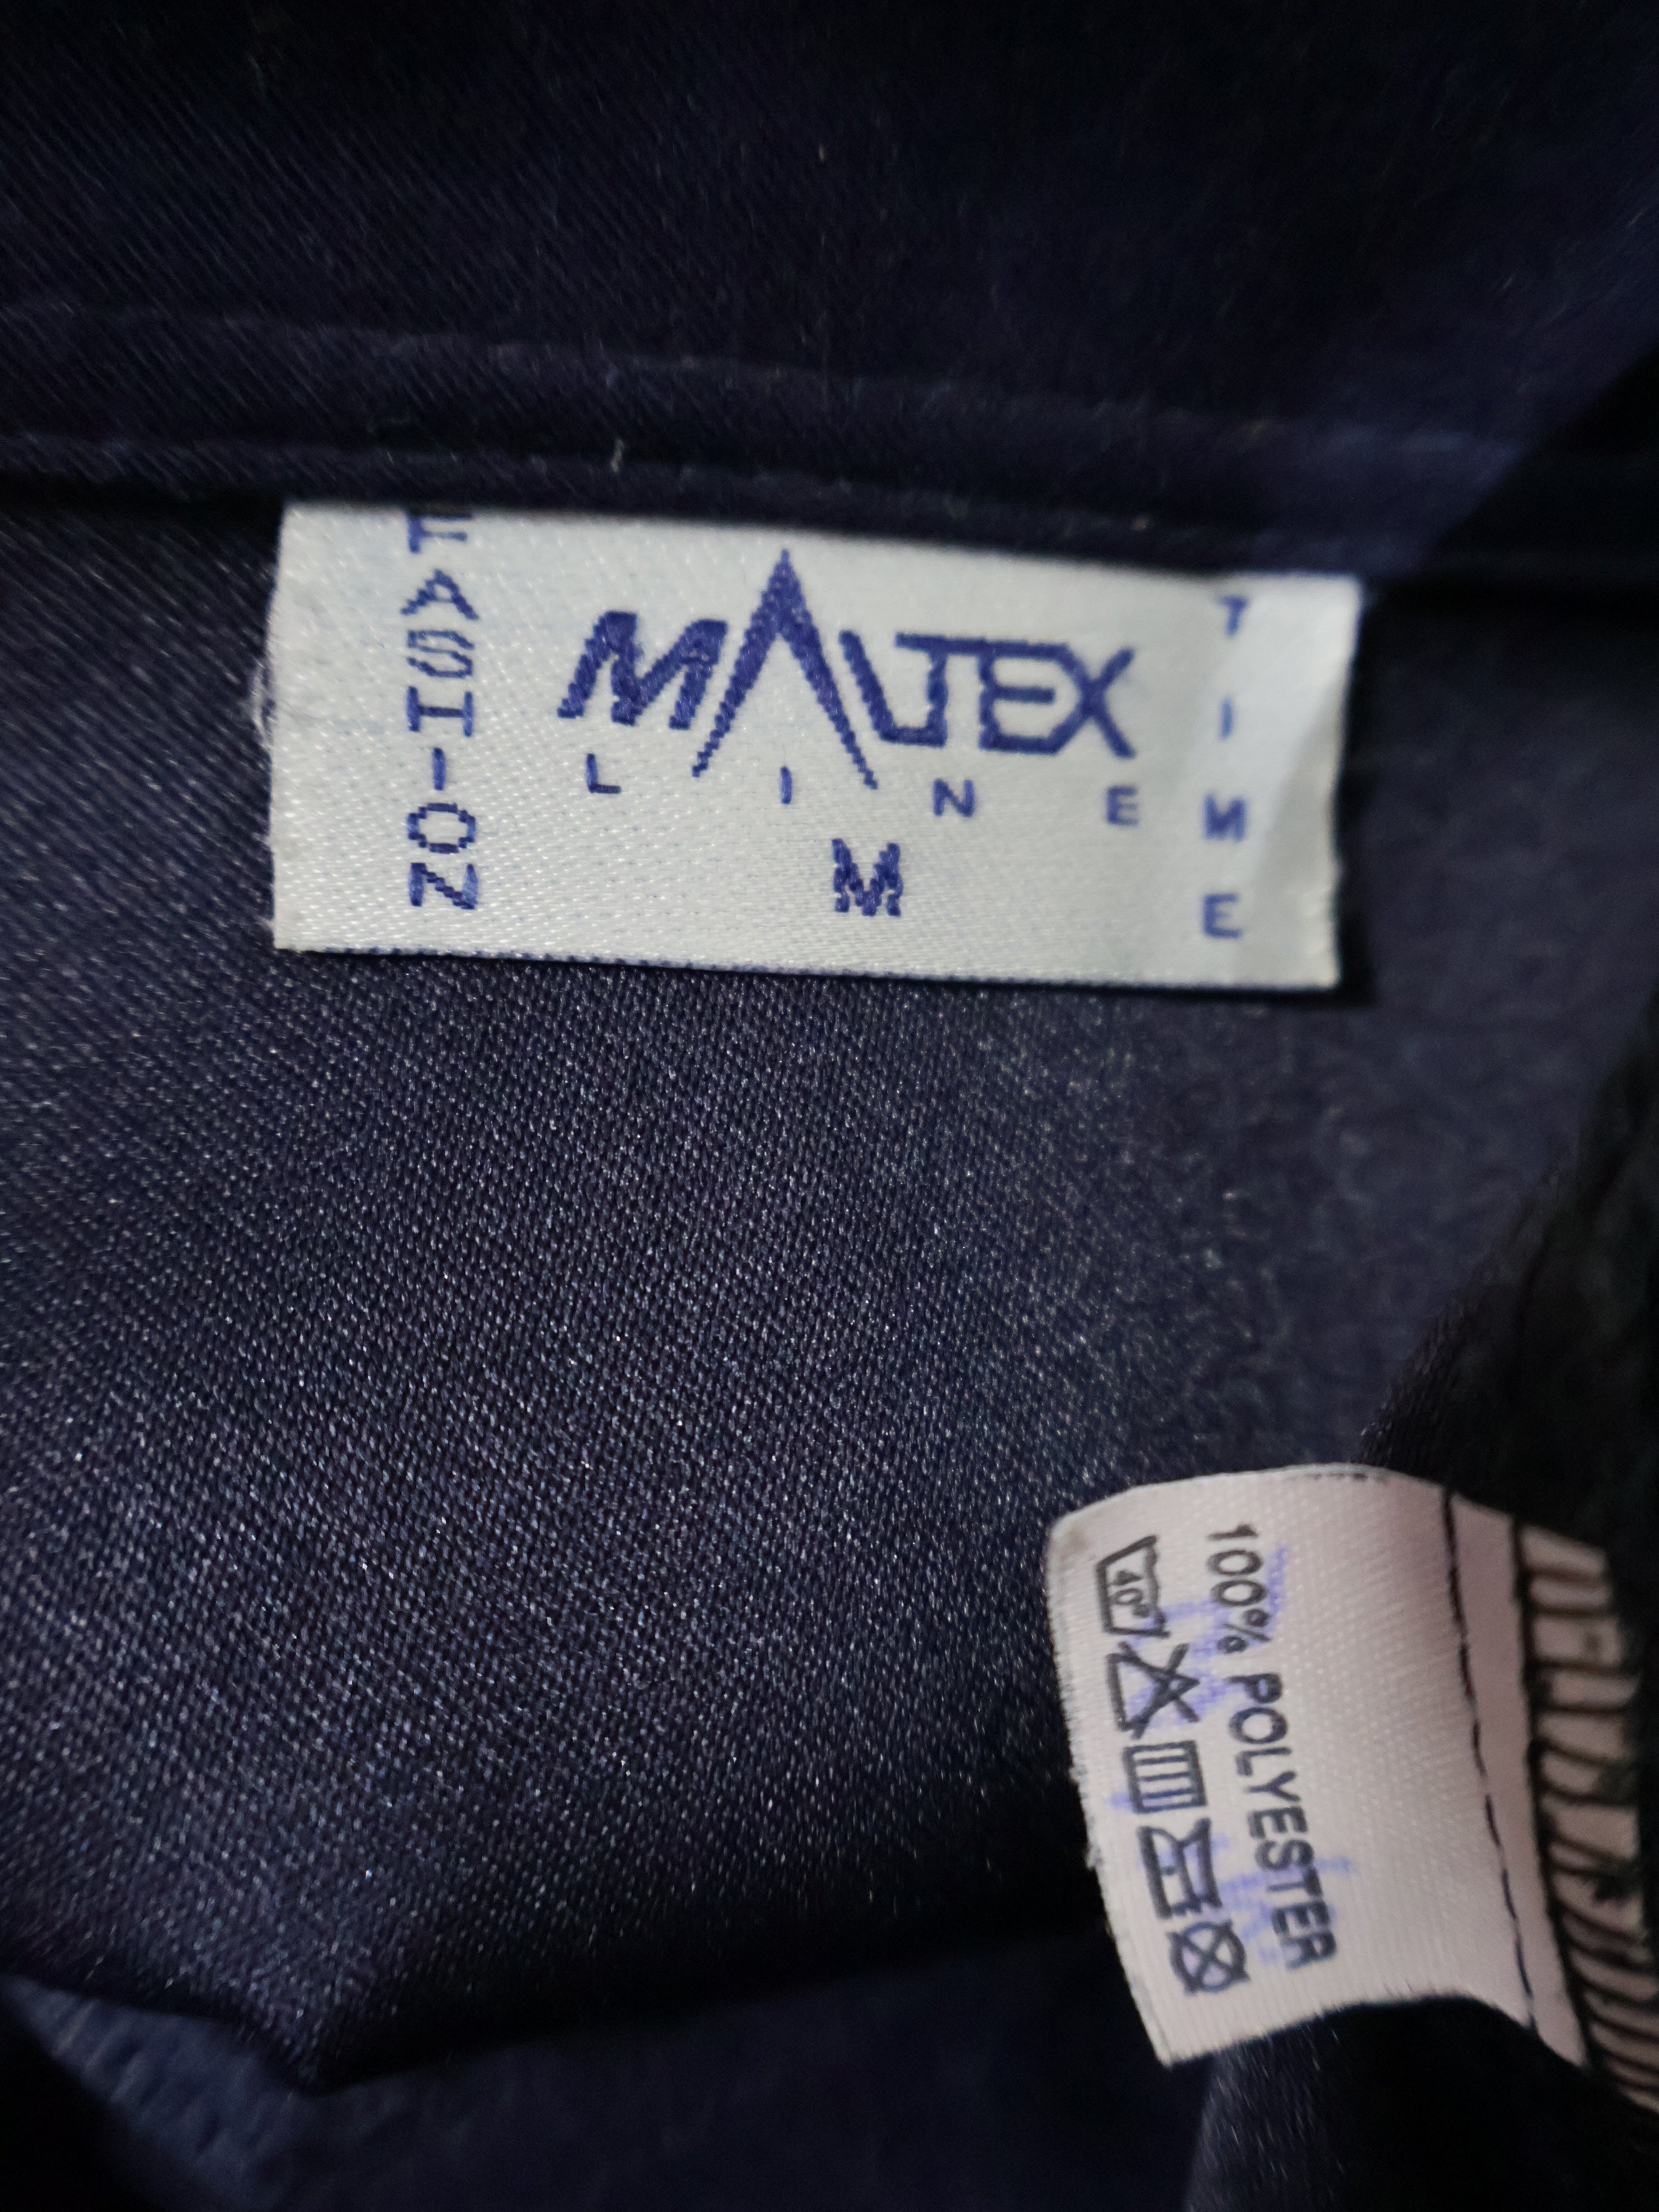 FASHION
MALTEX
LINE
M
TIME
100% POLYESTER
40°